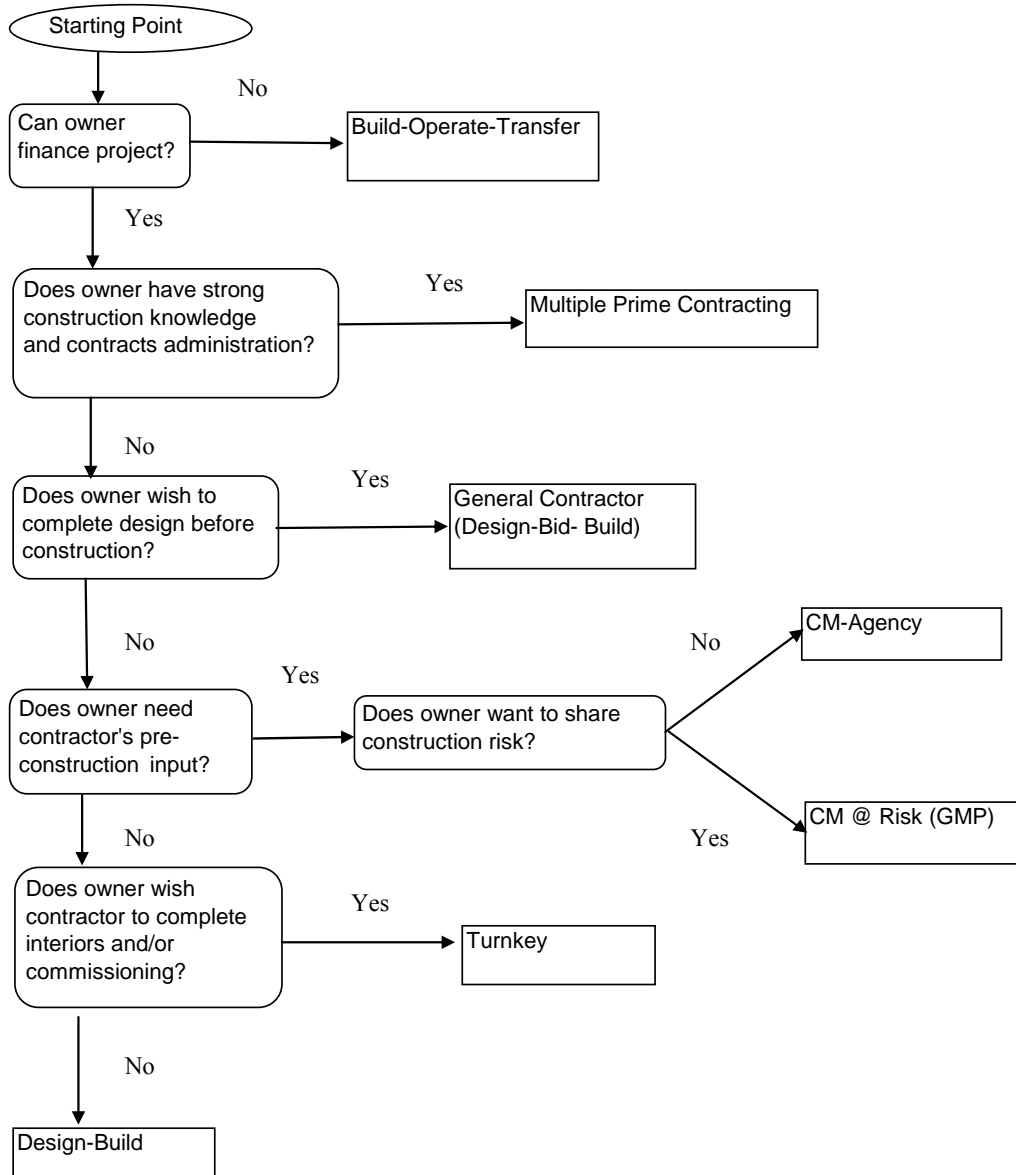 Starting Point
No
Can owner
finance project?
Build-Operate-Transfer
Yes
Does owner have strong
construction knowledge
and contracts administration?
Yes
Multiple Prime Contracting
No
Does owner wish to
complete design before
construction?
Yes
General Contractor
(Design-Bid- Build)
No
Does owner need
contractor's pre-
construction input?
Yes
Does owner want to share
construction risk?
No
CM-Agency
Yes
CM @ Risk (GMP)
No
Does owner wish
contractor to complete
interiors and/or
commissioning?
Yes
Turnkey
No
Design-Build